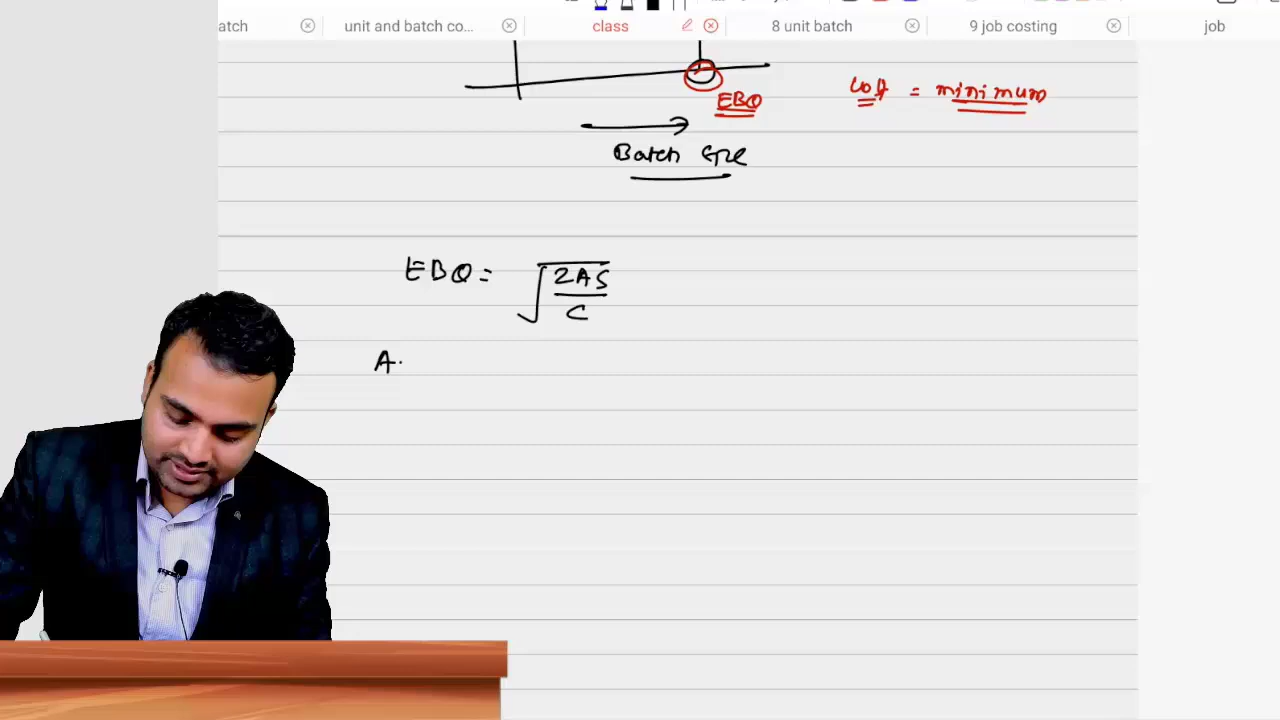 atch
unit and batch co...
class
8 unit batch
9 job costing
job
EBQ
cost = minimum
Batch size
EBQ = √2AS/C
A.